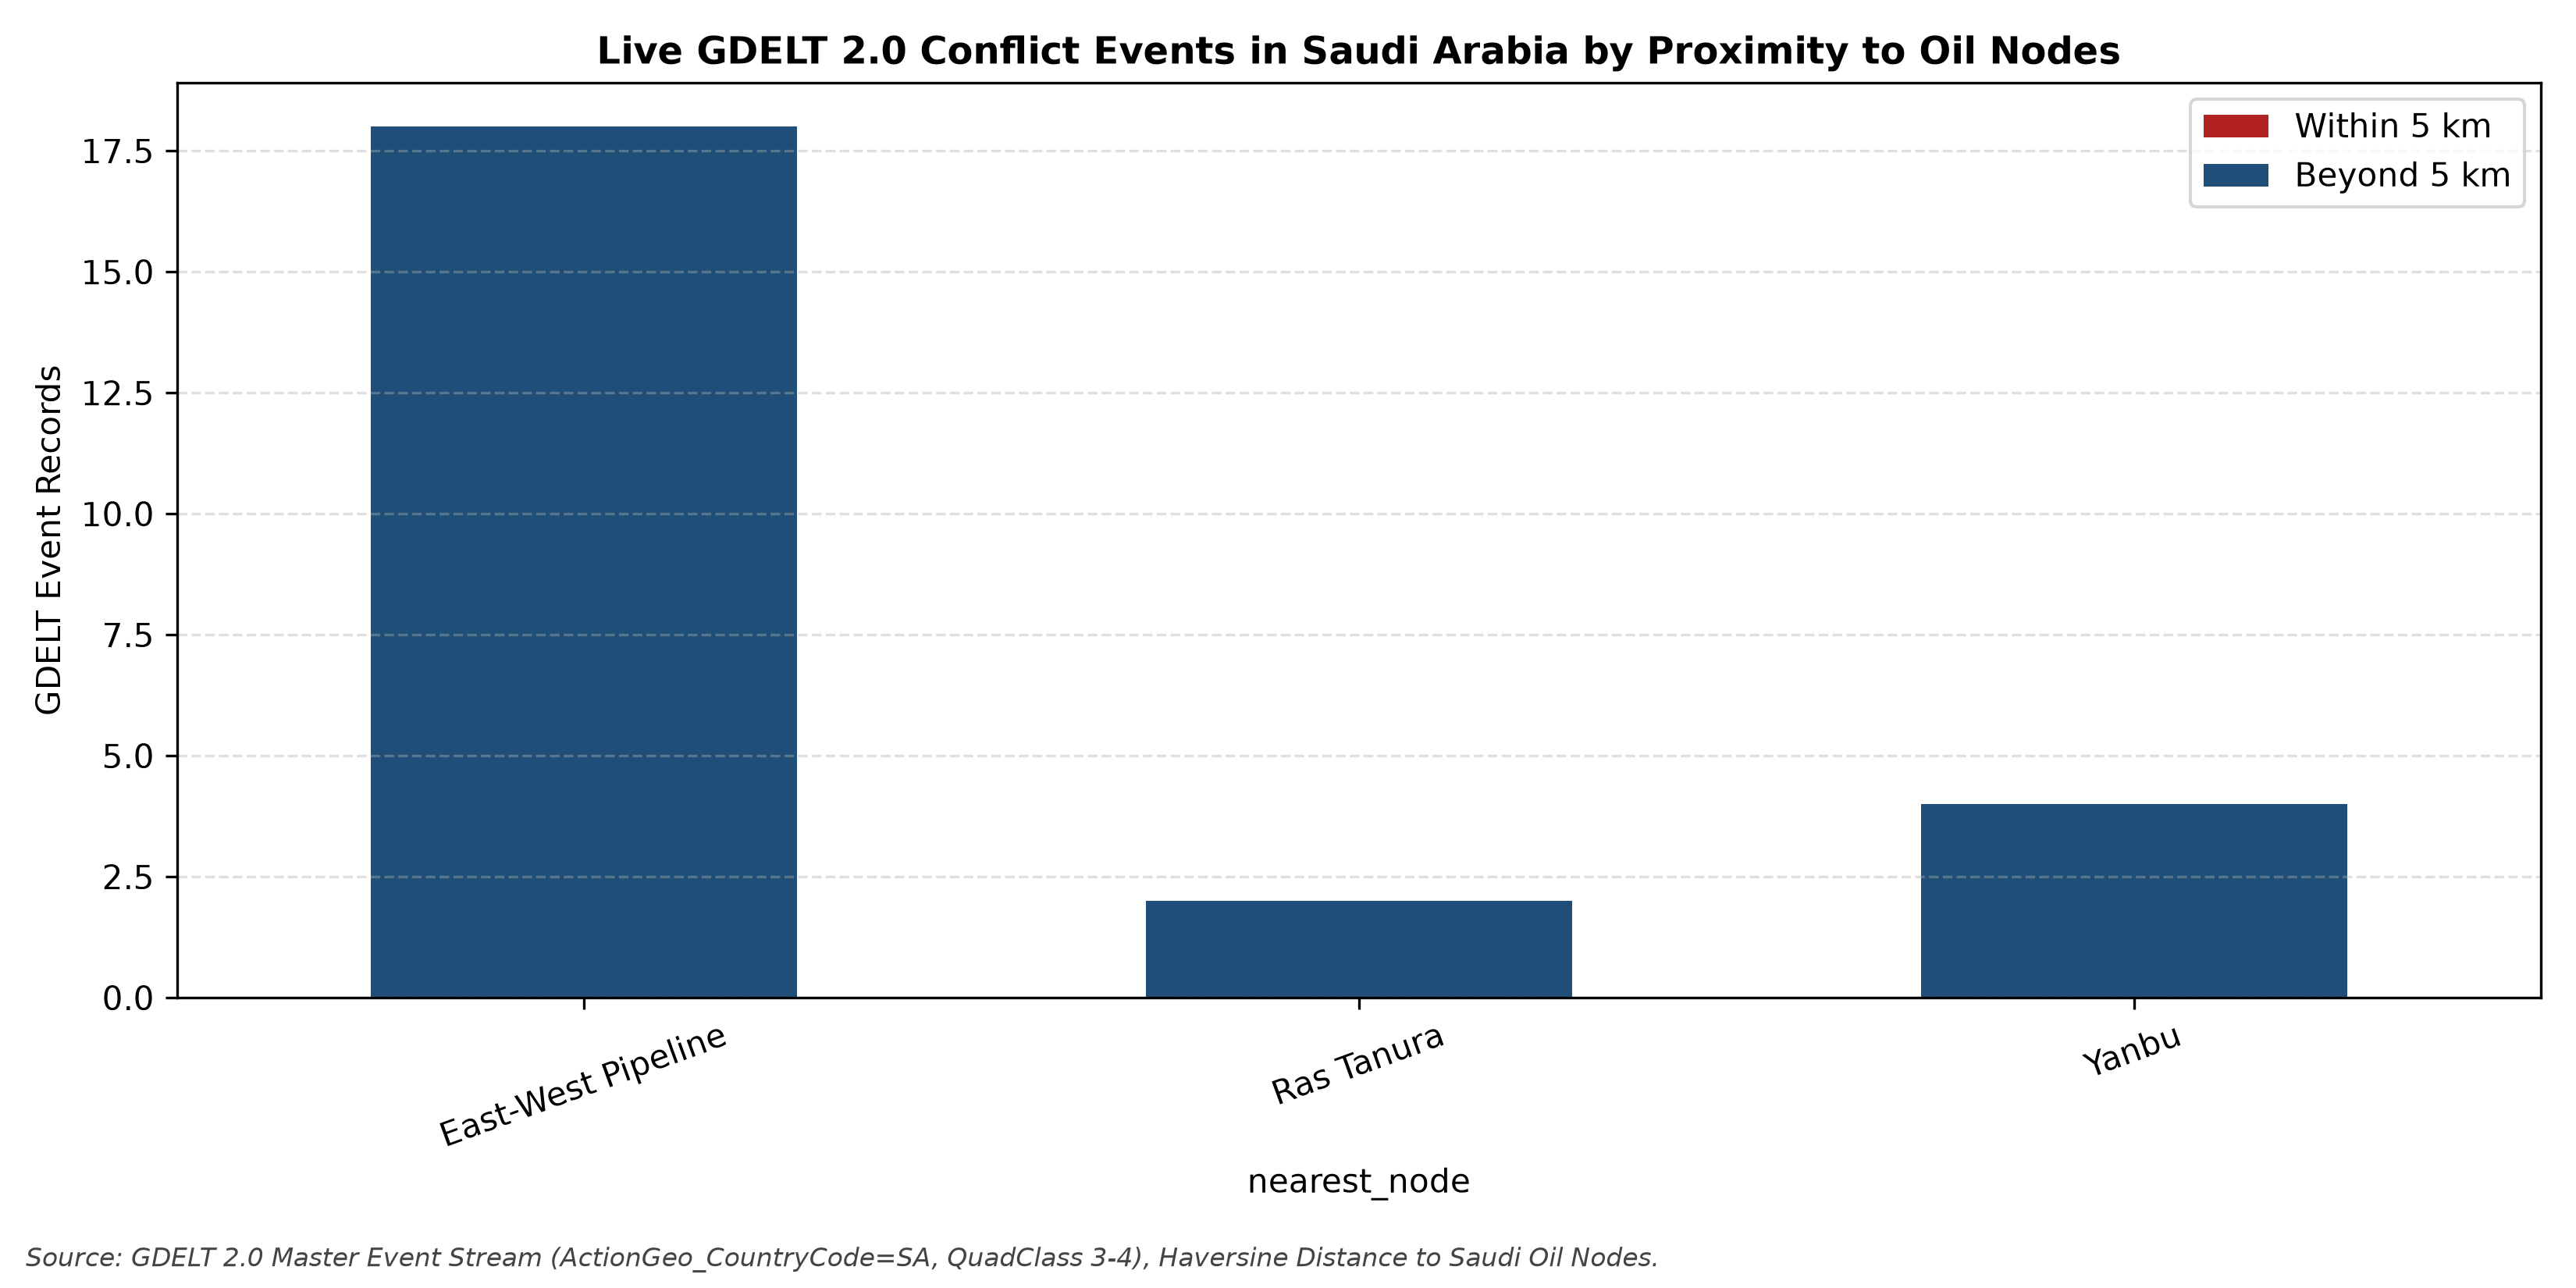 Live GDELT 2.0 Conflict Events in Saudi Arabia by Proximity to Oil Nodes
Within 5 km
Beyond 5 km
GDELT Event Records
17.5
15.0
12.5
10.0
7.5
5.0
2.5
0.0
East-West Pipeline
Ras Tanura
Yanbu
nearest_node
Source: GDELT 2.0 Master Event Stream (ActionGeo_CountryCode=SA, QuadClass 3-4), Haversine Distance to Saudi Oil Nodes.